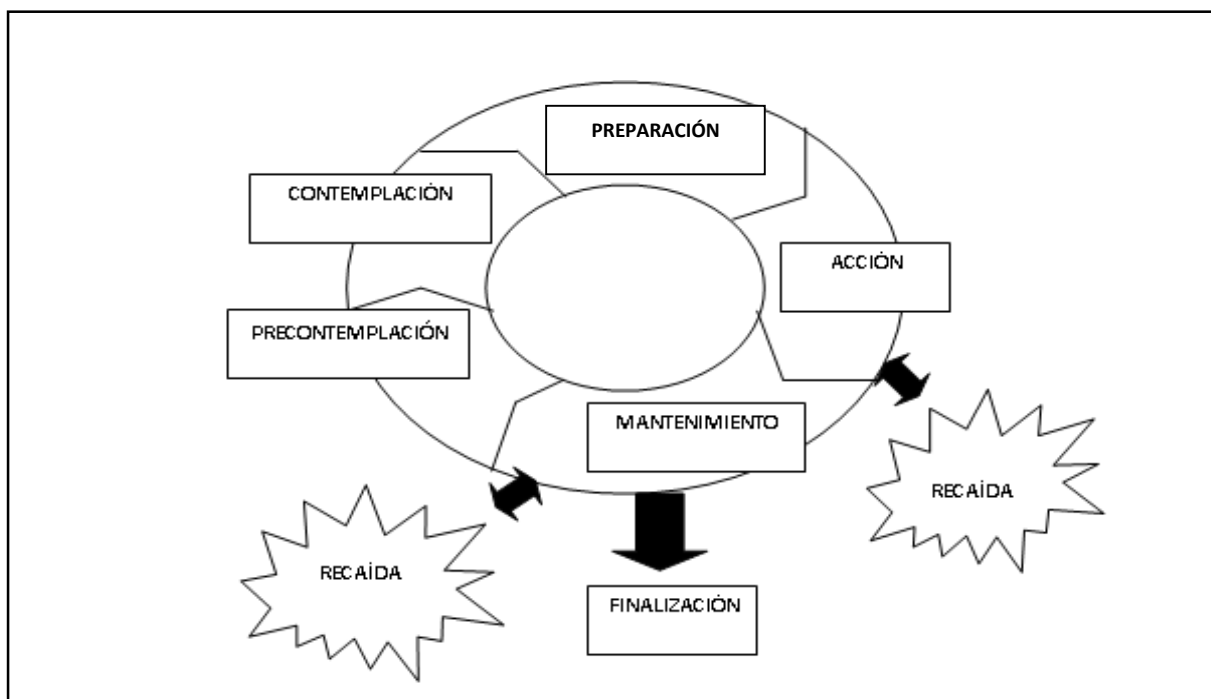 PREPARACIÓN
CONTEMPLACIÓN
ACCIÓN
PRECONTEMPLACIÓN
MANTENIMIENTO
RECAÍDA
RECAÍDA
FINALIZACIÓN